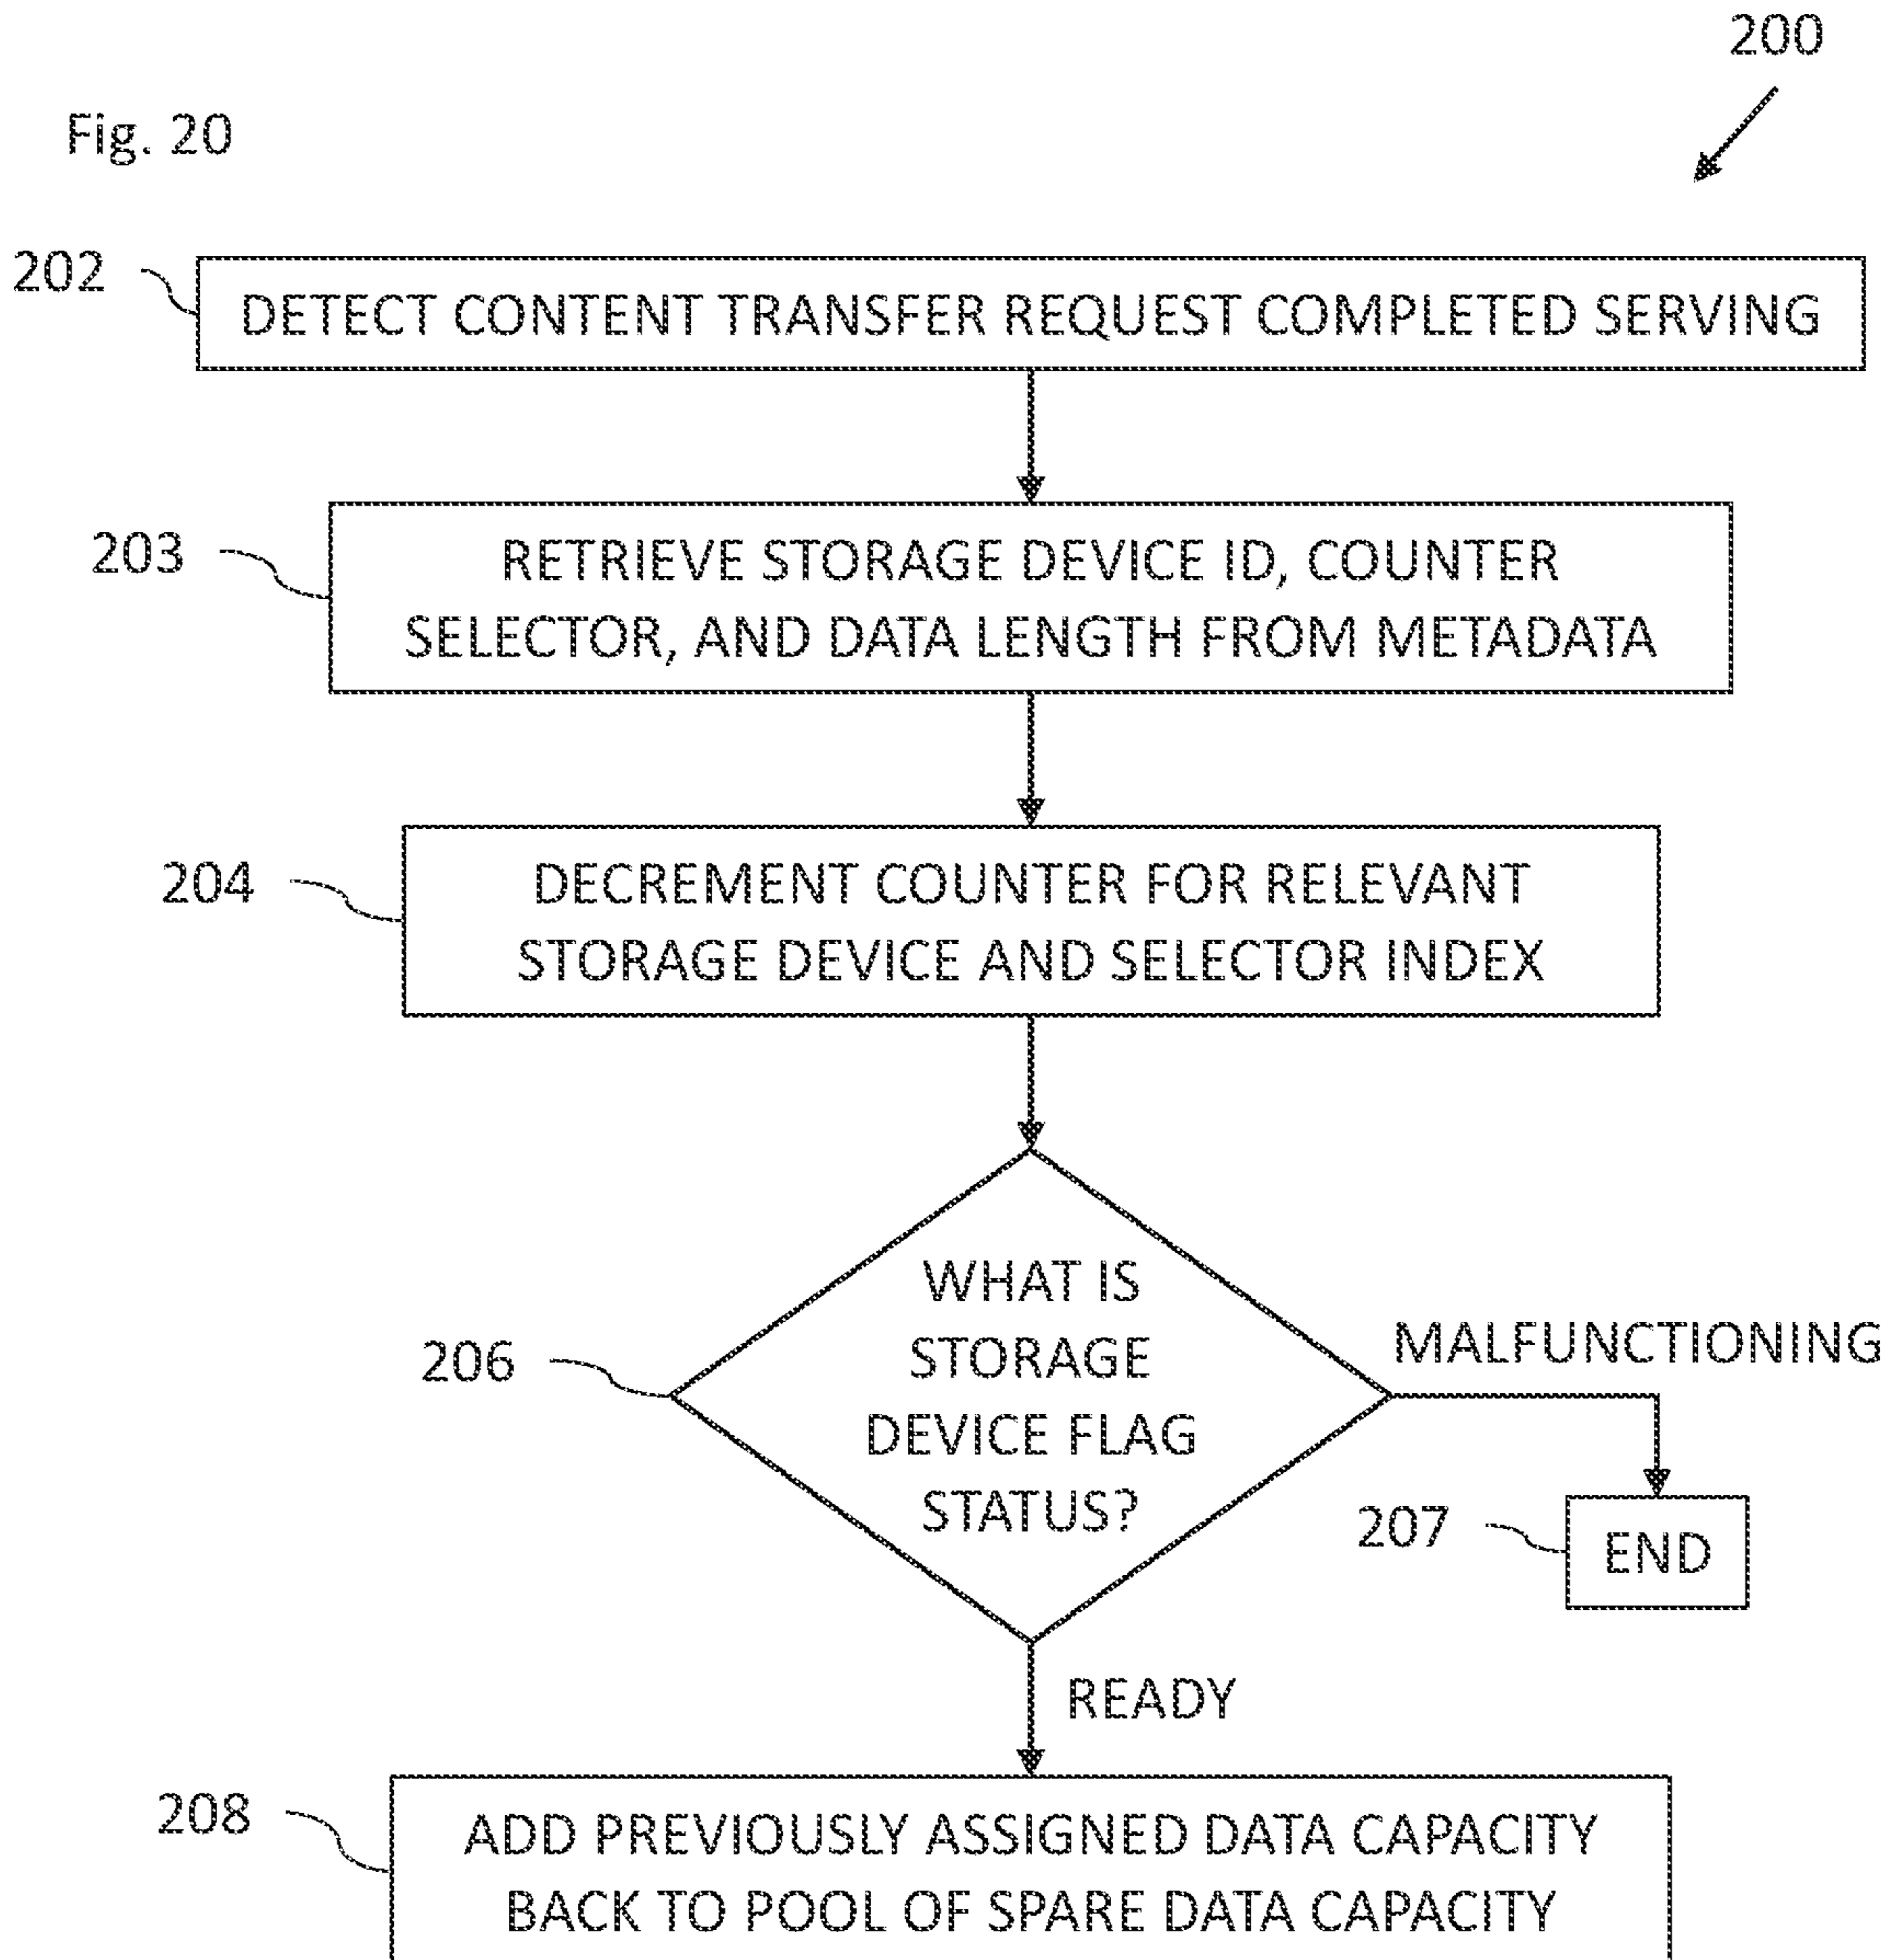 200
Fig. 20
202
DETECT CONTENT TRANSFER REQUEST COMPLETED SERVING
203
RETRIEVE STORAGE DEVICE ID, COUNTER
SELECTOR, AND DATA LENGTH FROM METADATA
204
DECREMENT COUNTER FOR RELEVANT
STORAGE DEVICE AND SELECTOR INDEX
206
WHAT IS
STORAGE
DEVICE FLAG
STATUS?
MALFUNCTIONING
207
END
READY
208
ADD PREVIOUSLY ASSIGNED DATA CAPACITY
BACK TO POOL OF SPARE DATA CAPACITY